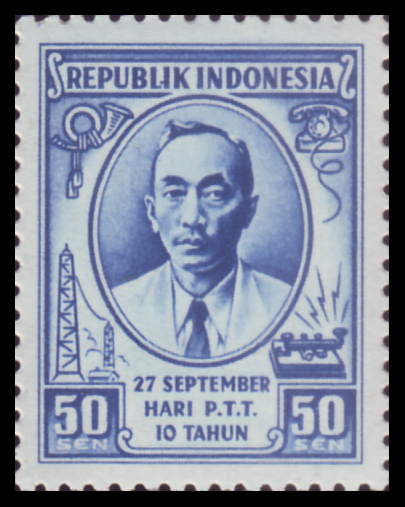 REPUBLIK INDONESIA
27 SEPTEMBER
HARI P.T.T.
10 TAHUN
50 SEN
50 SEN